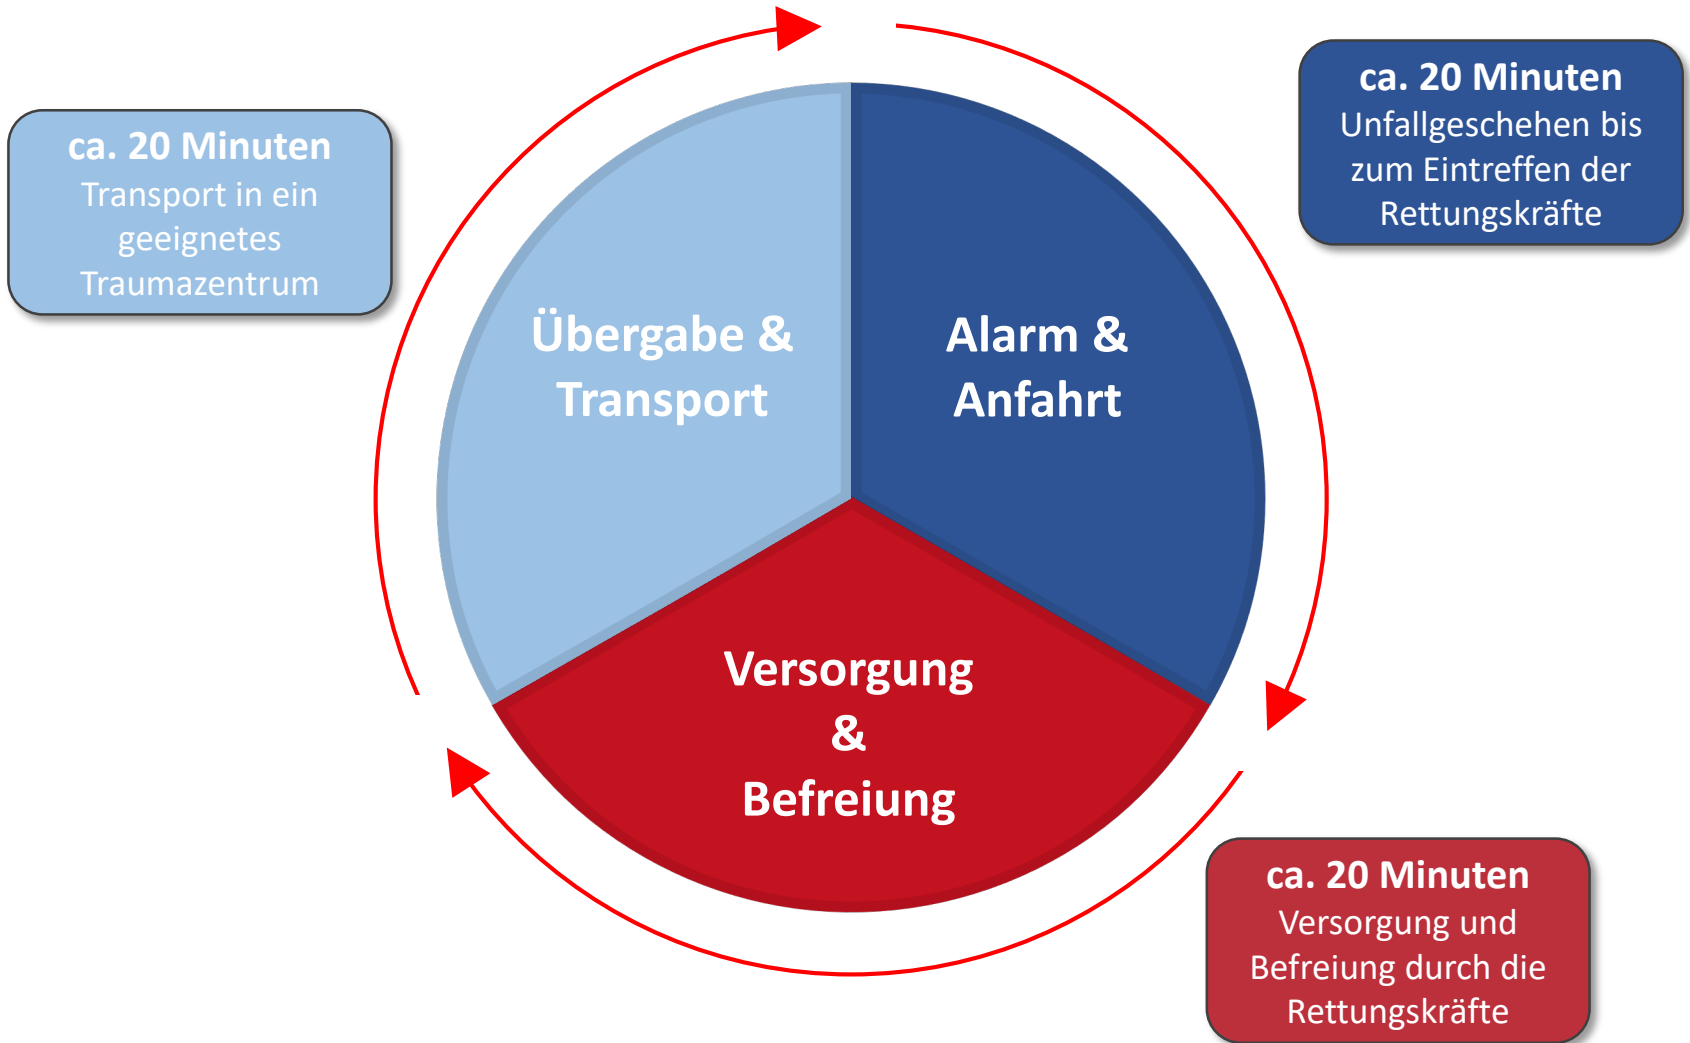 ca. 20 Minuten
Transport in ein
geeignetes
Traumazentrum
ca. 20 Minuten
Unfallgeschehen bis
zum Eintreffen der
Rettungskräfte
Übergabe &
Transport
Alarm &
Anfahrt
Versorgung
&
Befreiung
ca. 20 Minuten
Versorgung und
Befreiung durch die
Rettungskräfte